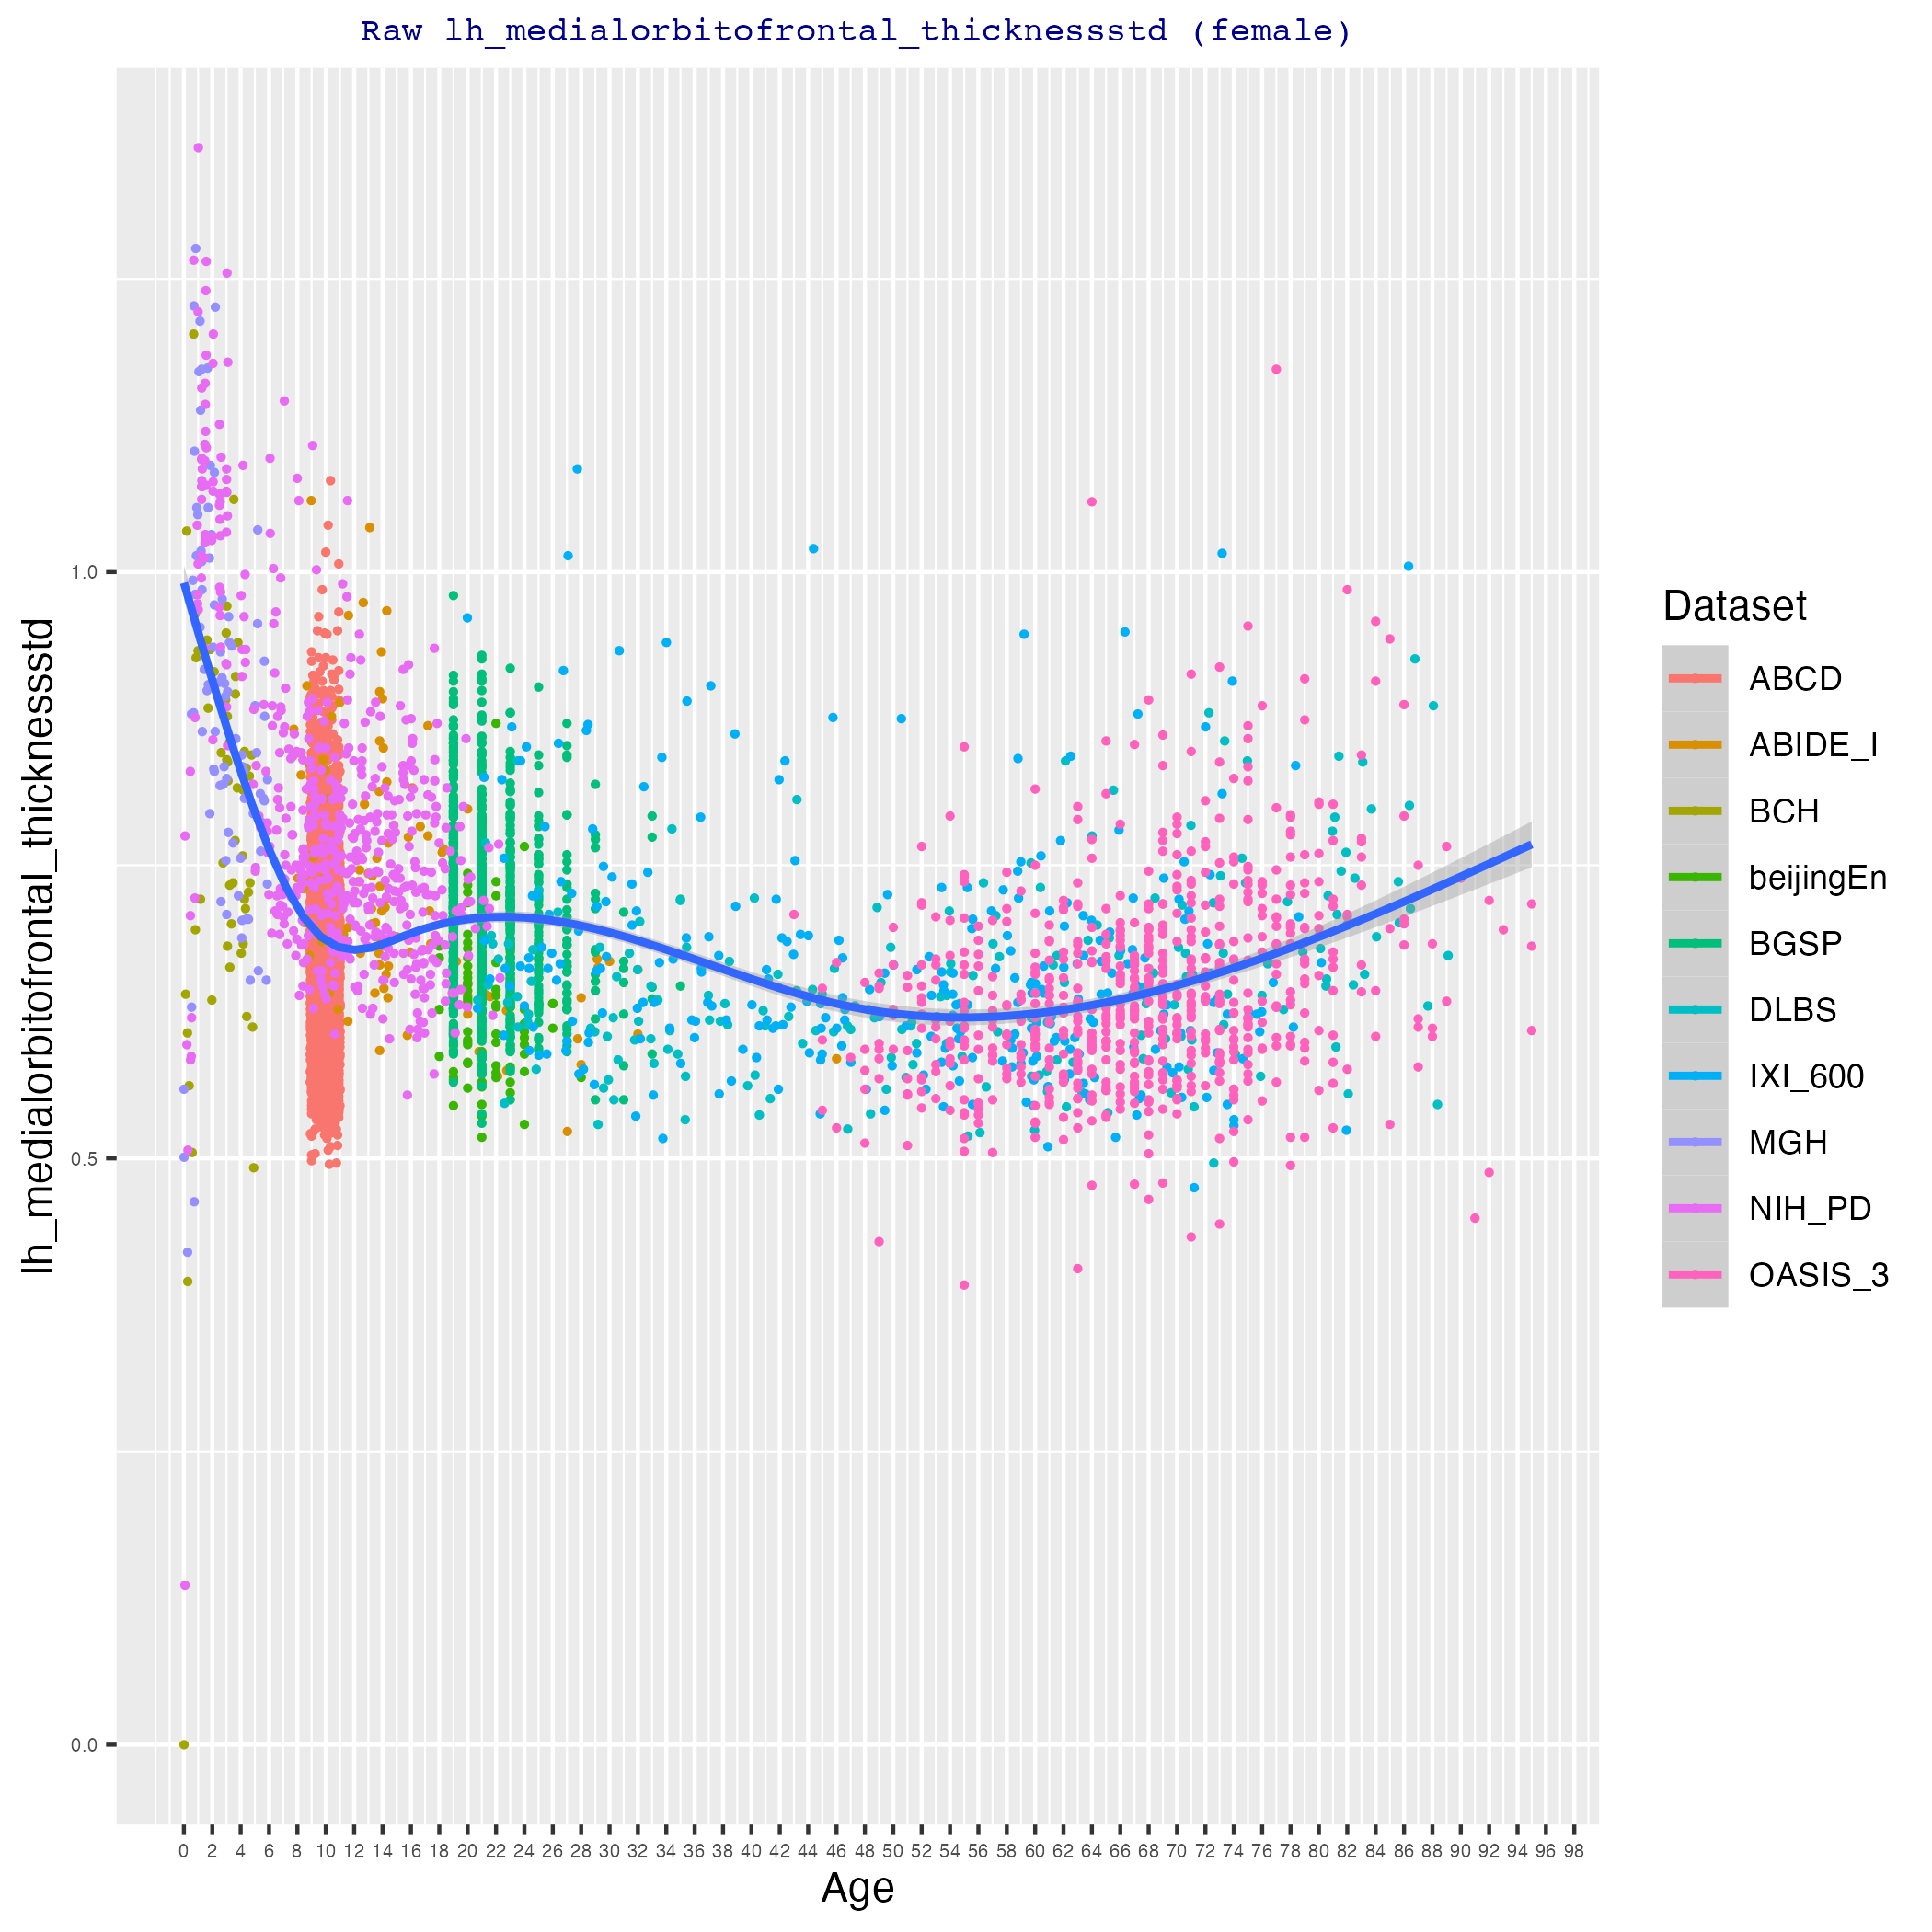 Raw lh_medialorbitofrontal_thicknessstd (female)
lh_medialorbitofrontal_thicknessstd
1.0
0.5
0.0
0 2 4 6 8 10 12 14 16 18 20 22 24 26 28 30 32 34 36 38 40 42 44 46 48 50 52 54 56 58 60 62 64 66 68 70 72 74 76 78 80 82 84 86 88 90 92 94 96 98
Age
Dataset
ABCD
ABIDE_I
BCH
beijingEn
BGSP
DLBS
IXI_600
MGH
NIH_PD
OASIS_3